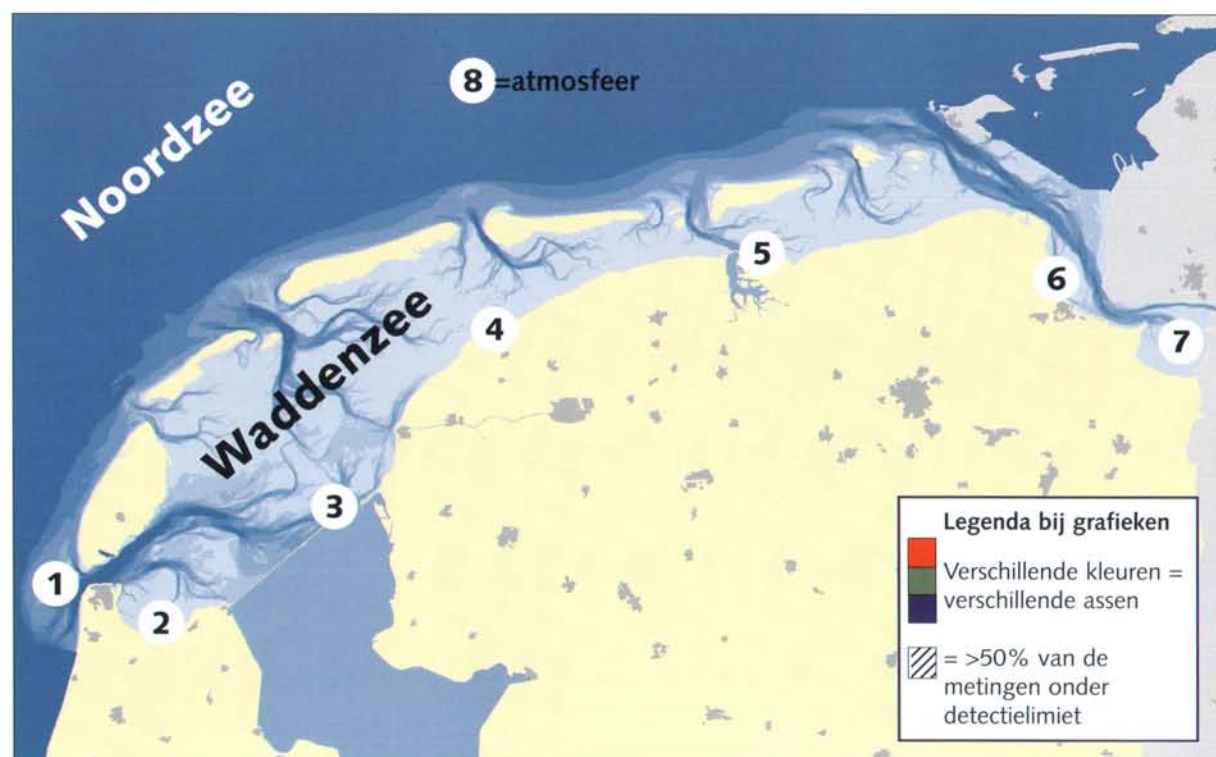 Noordzee
8 =atmosfeer
Waddenzee
1
2
3
4
5
6
7
Legenda bij grafieken
Verschillende kleuren =
verschillende assen
= >50% van de
metingen onder
detectielimiet